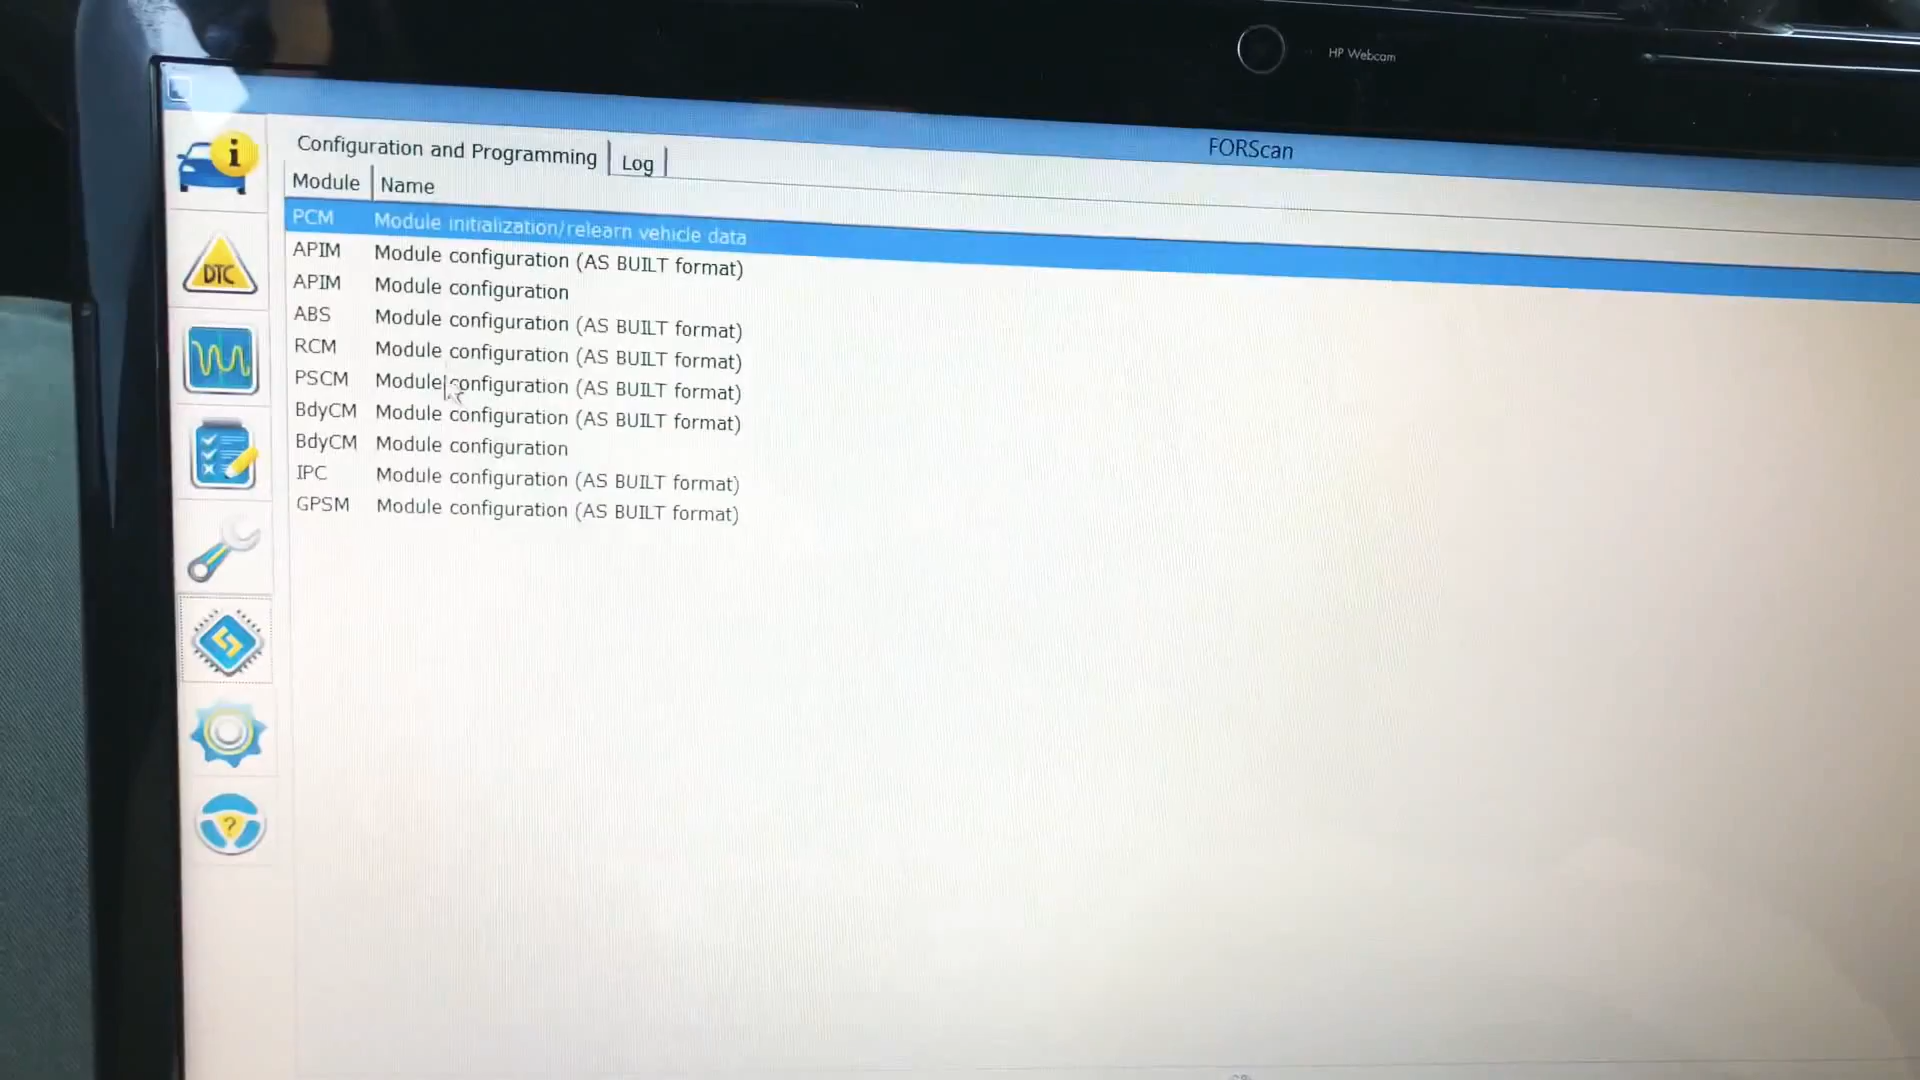 HP Webcam
FORScan
Configuration and Programming Log
Module Name
PCM Module initialization/relearn vehicle data
APIM Module configuration (AS BUILT format)
APIM Module configuration
ABS Module configuration (AS BUILT format)
RCM Module configuration (AS BUILT format)
PSCM Module configuration (AS BUILT format)
BdyCM Module configuration (AS BUILT format)
BdyCM Module configuration
IPC Module configuration (AS BUILT format)
GPSM Module configuration (AS BUILT format)
i
DTC
?